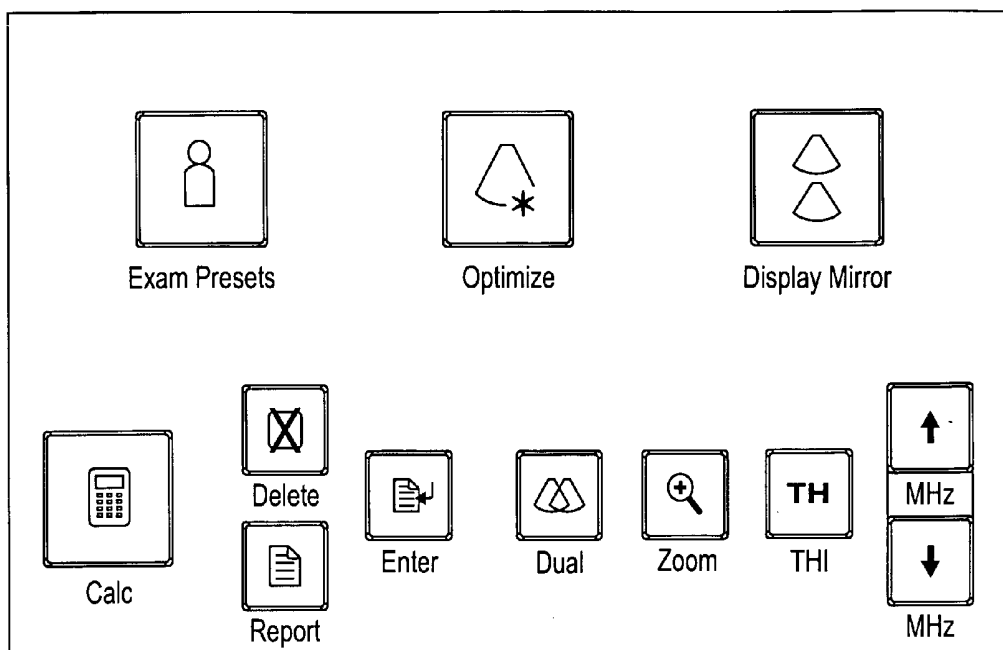 Exam Presets
Optimize
Display Mirror
Calc
Delete
Report
Enter
Dual
Zoom
TH
THI
MHz
MHz